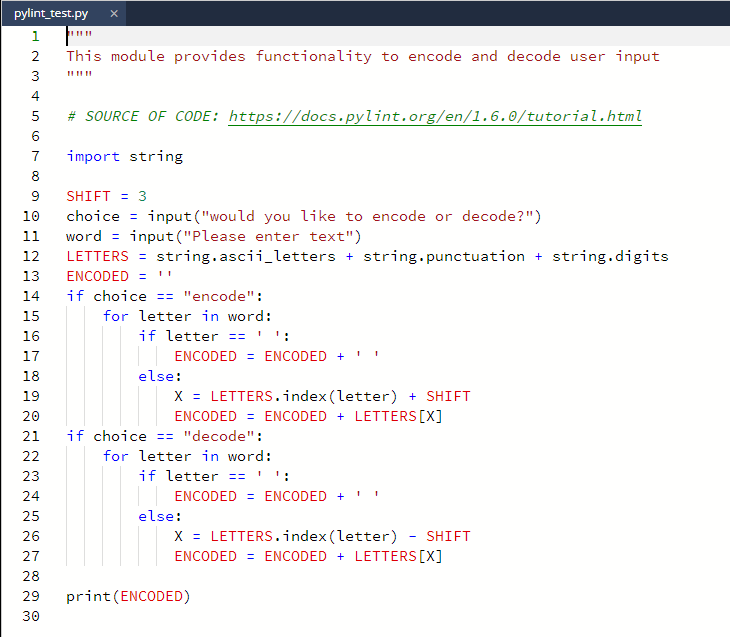 pylint_test.py ×
1 """
2 This module provides functionality to encode and decode user input
3 """
4
5 # SOURCE OF CODE: https://docs.pylint.org/en/1.6.0/tutorial.html
6
7 import string
8
9 SHIFT = 3
10 choice = input("would you like to encode or decode?")
11 word = input("Please enter text")
12 LETTERS = string.ascii_letters + string.punctuation + string.digits
13 ENCODED = ''
14 if choice == "encode":
15     for letter in word:
16         if letter == ' ':
17             ENCODED = ENCODED + ' '
18         else:
19             X = LETTERS.index(letter) + SHIFT
20             ENCODED = ENCODED + LETTERS[X]
21 if choice == "decode":
22     for letter in word:
23         if letter == ' ':
24             ENCODED = ENCODED + ' '
25         else:
26             X = LETTERS.index(letter) - SHIFT
27             ENCODED = ENCODED + LETTERS[X]
28
29 print(ENCODED)
30